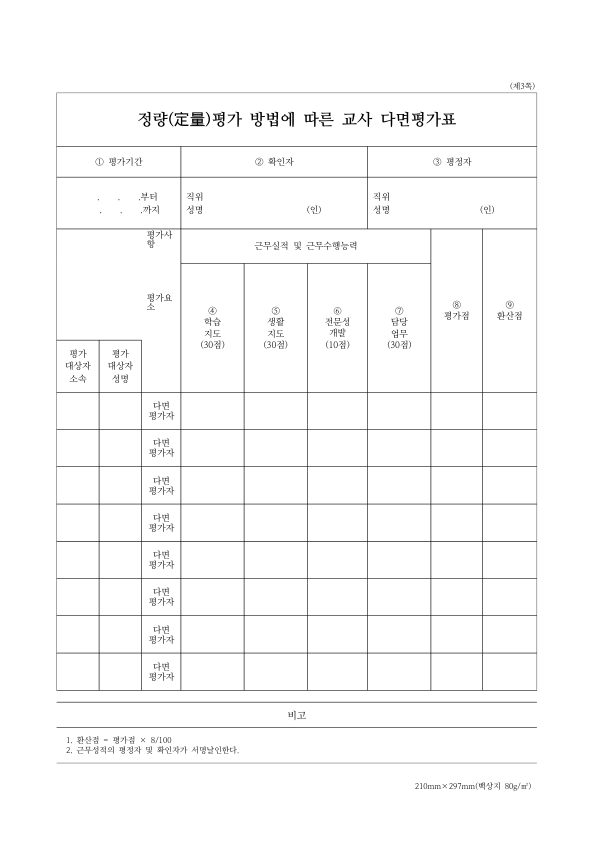 (제3쪽)
정량(定量)평가 방법에 따른 교사 다면평가표
① 평가기간
② 확인자
③ 평정자
. . .부터
. . .까지
직위
성명 (인)
직위
성명 (인)
평가사
항
평가요
소
근무실적 및 근무수행능력
④
학습
지도
(30점)
⑤
생활
지도
(30점)
⑥
전문성
개발
(10점)
⑦
담당
업무
(30점)
⑧
평가점
⑨
환산점
평가
대상자
소속
평가
대상자
성명
다면
평가자
다면
평가자
다면
평가자
다면
평가자
다면
평가자
다면
평가자
다면
평가자
다면
평가자
비고
1. 환산점 = 평가점 × 8/100
2. 근무성적의 평정자 및 확인자가 서명날인한다.
210mm×297mm(백상지 80g/㎡)